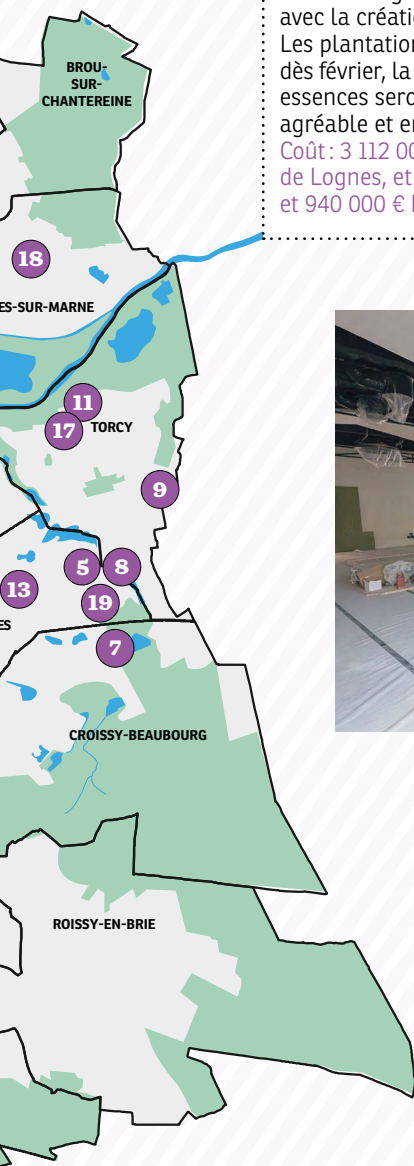 avec la créati
Les plantation
dès février, la
essences sero
agréable et en
Coût : 3 112 00
de Lognes, et
et 940 000 €
BROU-
SUR-
CHANTEREINE
18
ES-SUR-MARNE
11
17 TORCY
9
5 8
13
19
ES
7
CROISSY-BEAUBOURG
ROISSY-EN-BRIE